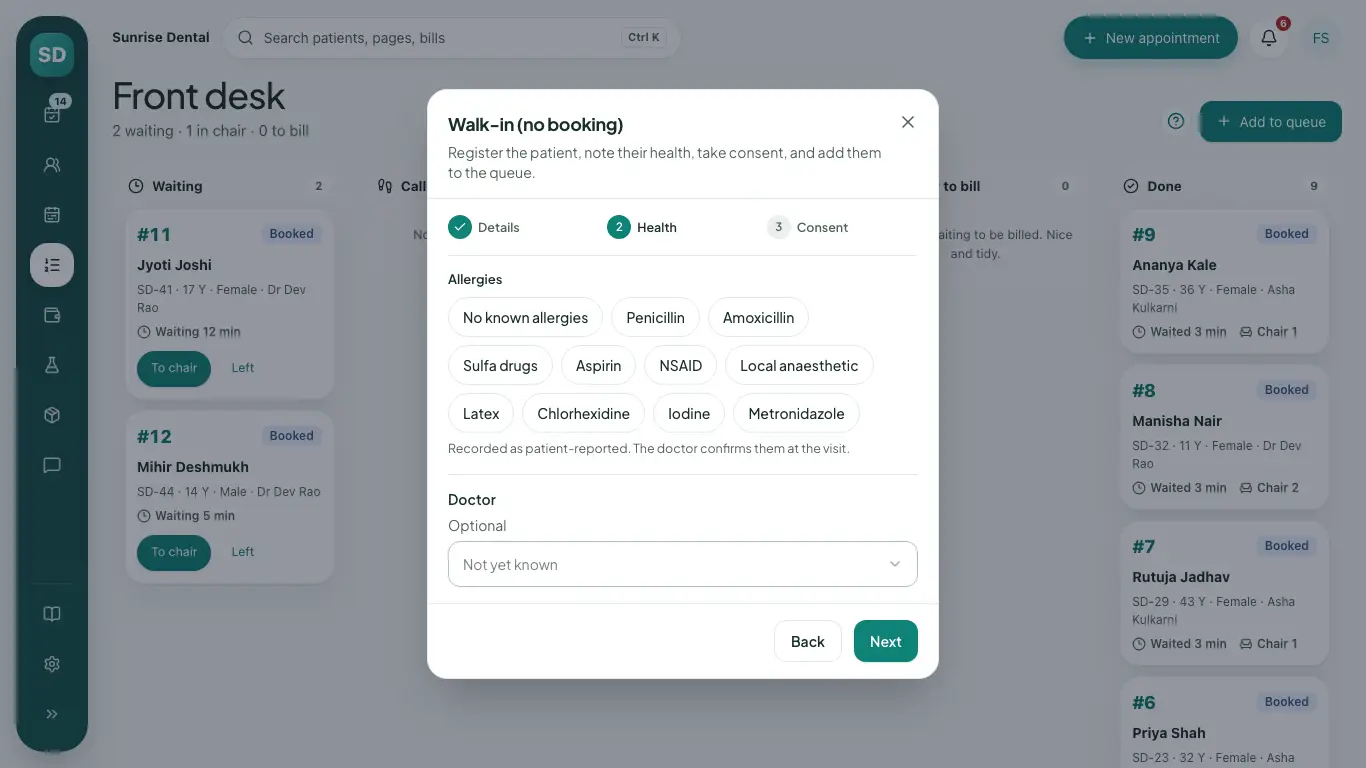 SD
Sunrise Dental
Search patients, pages, bills
Ctrl K
New appointment
6
FS
14
Front desk
2 waiting · 1 in chair · 0 to bill
Add to queue
Waiting
2
#11
Booked
Jyoti Joshi
SD-41 · 17 Y · Female · Dr Dev
Rao
Waiting 12 min
To chair
Left
#12
Booked
Mihir Deshmukh
SD-44 · 14 Y · Male · Dr Dev Rao
Waiting 5 min
To chair
Left
Walk-in (no booking)
Register the patient, note their health, take consent, and add them
to the queue.
Details
2
Health
3
Consent
Allergies
No known allergies
Penicillin
Amoxicillin
Sulfa drugs
Aspirin
NSAID
Local anaesthetic
Latex
Chlorhexidine
Iodine
Metronidazole
Recorded as patient-reported. The doctor confirms them at the visit.
Doctor
Optional
Not yet known
Back
Next
to bill
0
to be billed. Nice
and tidy.
Done
9
#9
Booked
Ananya Kale
SD-35 · 36 Y · Female · Asha
Kulkarni
Waited 3 min
Chair 1
#8
Booked
Manisha Nair
SD-32 · 11 Y · Female · Dr Dev
Rao
Waited 3 min
Chair 2
#7
Booked
Rutuja Jadhav
SD-29 · 43 Y · Female · Asha
Kulkarni
Waited 3 min
Chair 1
#6
Booked
Priya Shah
SD-23 · 32 Y · Female · Asha